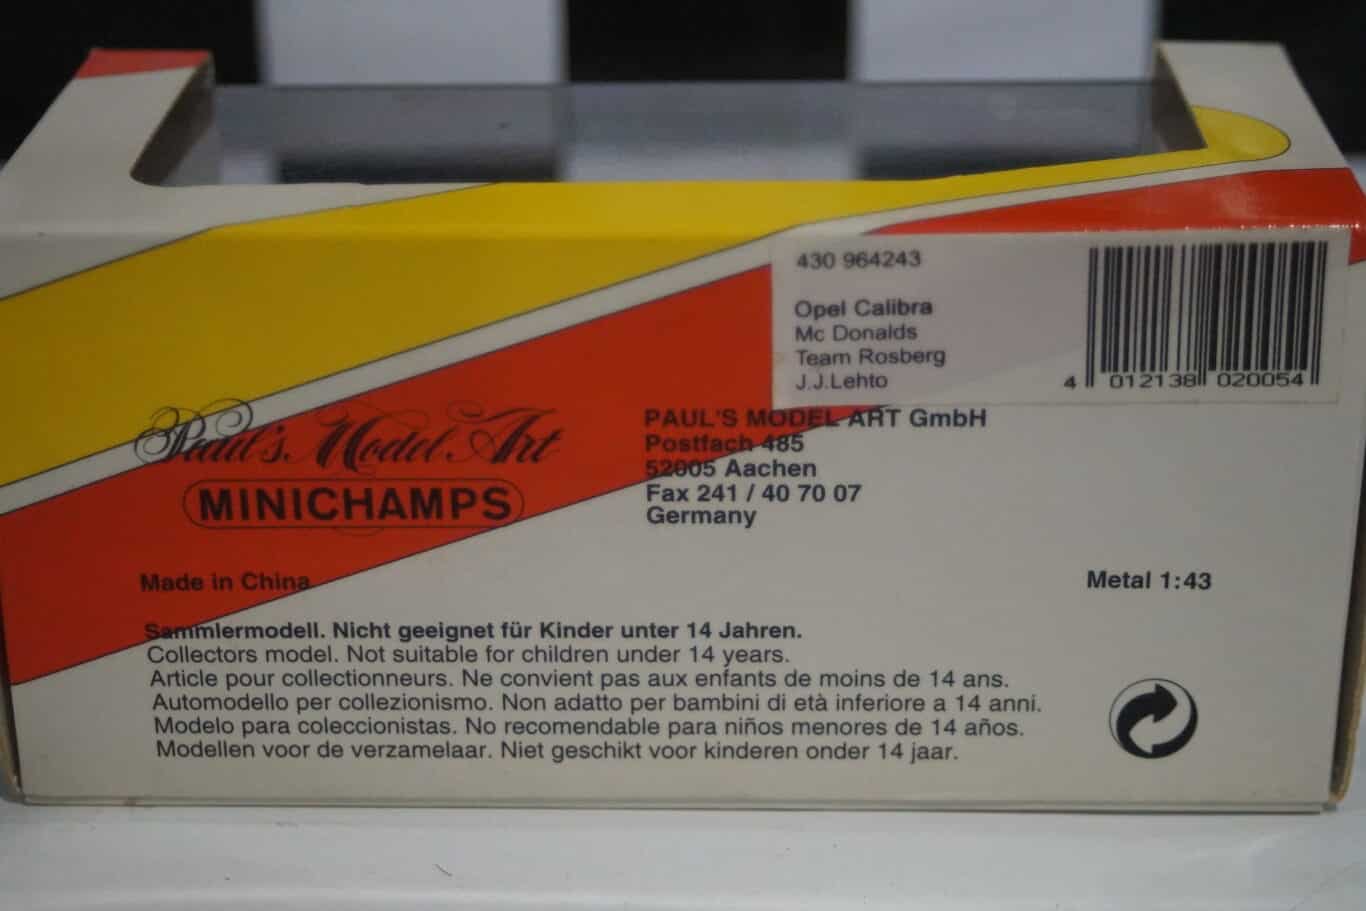 430 964243
Opel Calibra
Mc Donalds
Team Rosberg
J.J.Lehto
4 012138 020054
Paul's Model Art
MINICHAMPS
PAUL'S MODEL ART GmbH
Postfach 485
52005 Aachen
Fax 241 / 40 70 07
Germany
Made in China
Metal 1:43
Sammlermodell. Nicht geeignet für Kinder unter 14 Jahren.
Collectors model. Not suitable for children under 14 years.
Article pour collectionneurs. Ne convient pas aux enfants de moins de 14 ans.
Automodello per collezionismo. Non adatto per bambini di età inferiore a 14 anni.
Modelo para coleccionistas. No recomendable para niños menores de 14 años.
Modellen voor de verzamelaar. Niet geschikt voor kinderen onder 14 jaar.